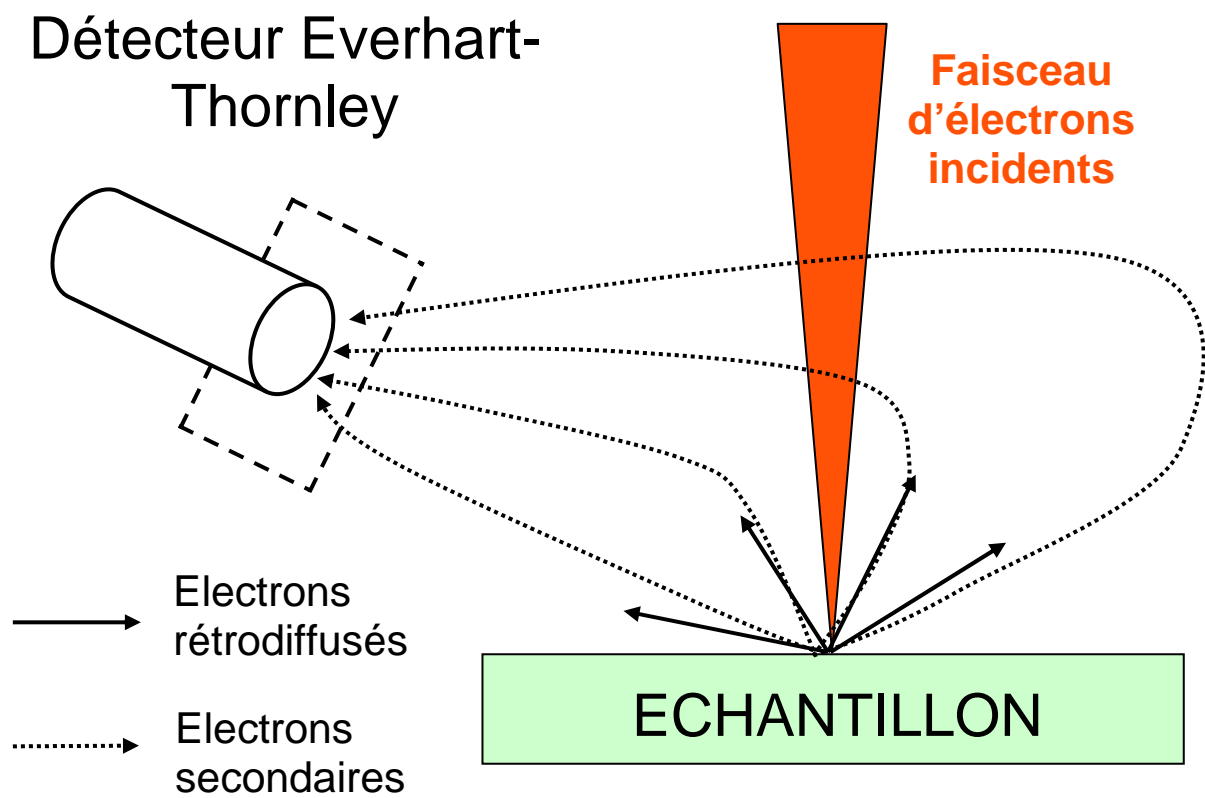 Détecteur Everhart-
Thornley
Faisceau
d’électrons
incidents
Electrons
rétrodiffusés
Electrons
secondaires
ECHANTILLON